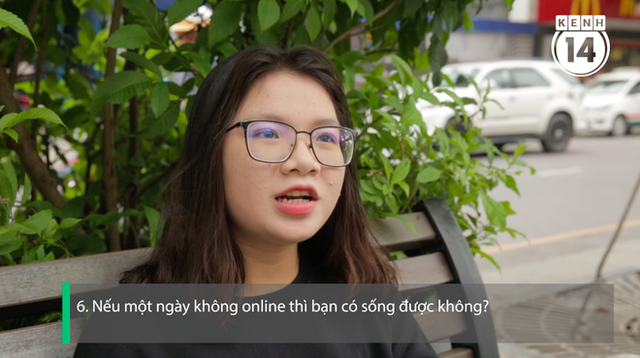 KENH
14
6. Nếu một ngày không online thì bạn có sống được không?